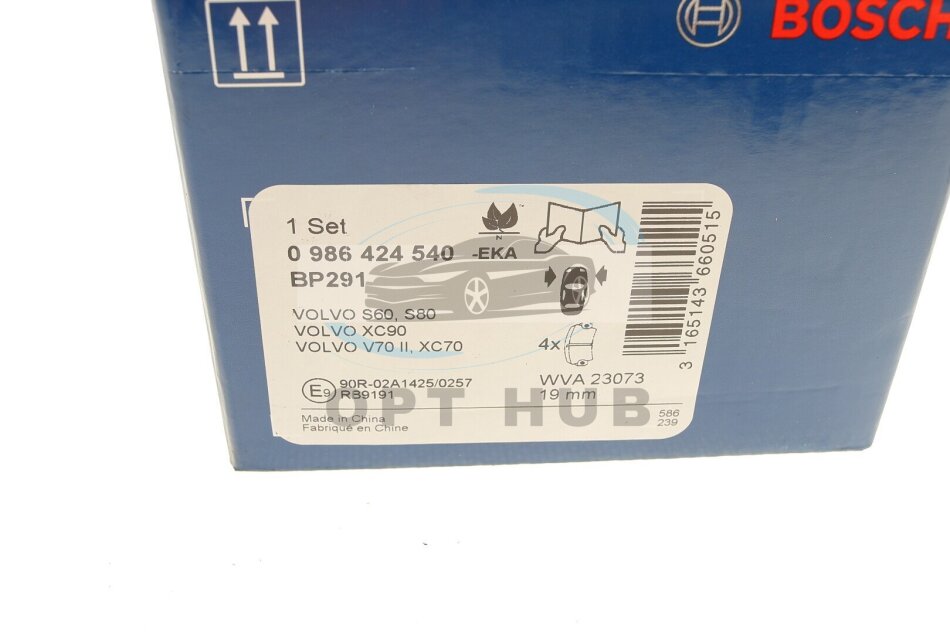 BOSCH
1 Set
0 986 424 540 -EKA
BP291
VOLVO S60, S80
VOLVO XC90
VOLVO V70 II, XC70
4x
E9 90R-02A1425/0257
RB9191
WVA 23073
19 mm
Made in China
Fabriqué en Chine
586
239
3 165143 660515
N
™
OPT HUB